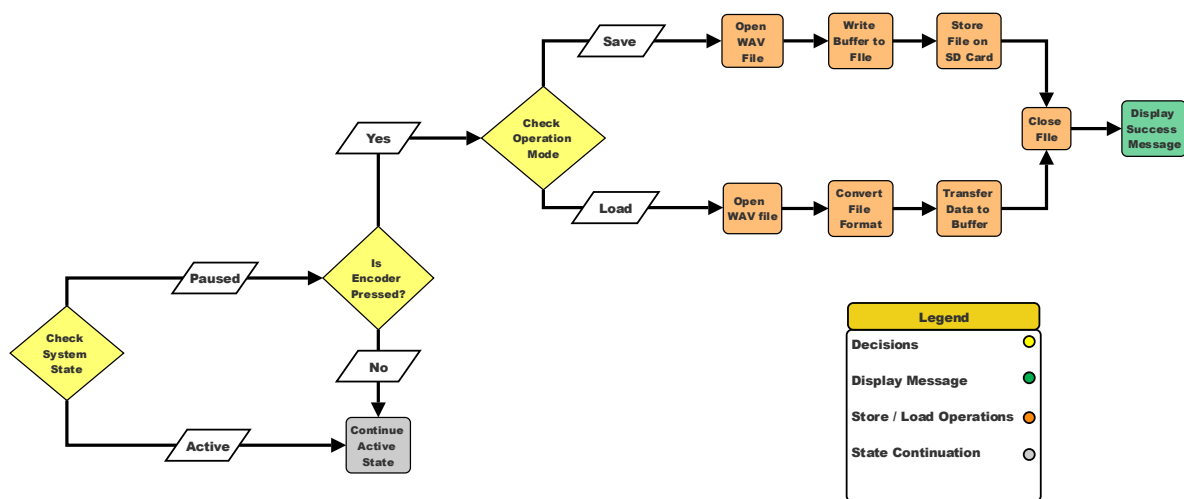 Save
Open
WAV
File
Write
Buffer to
FIle
Store
File on
SD Card
Yes
Check
Operation
Mode
Close
FIle
Display
Success
Message
Load
Open
WAV file
Convert
File
Format
Transfer
Data to
Buffer
Paused
Is
Encoder
Pressed?
Check
System
State
No
Active
Continue
Active
State
Legend
Decisions
Display Message
Store / Load Operations
State Continuation